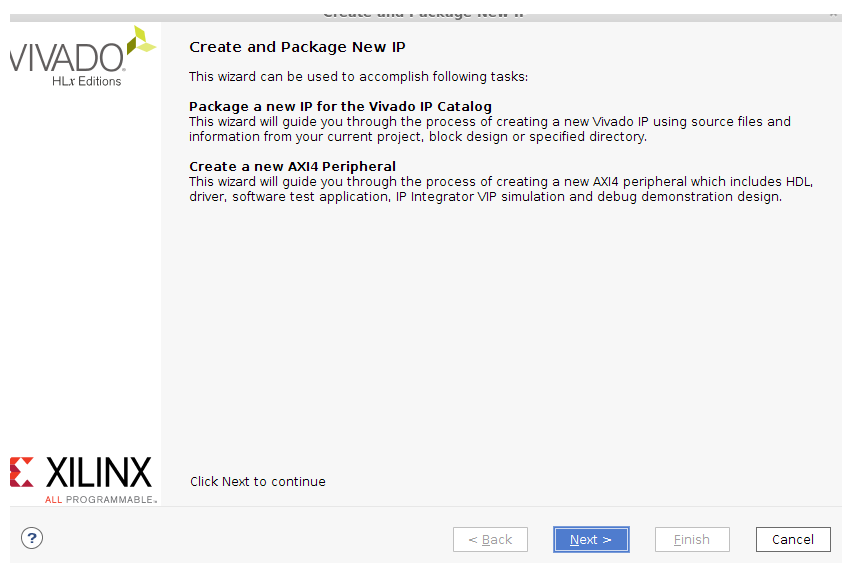 Create and Package New IP
VIVADO
HLx Editions
Create and Package New IP
This wizard can be used to accomplish following tasks:
Package a new IP for the Vivado IP Catalog
This wizard will guide you through the process of creating a new Vivado IP using source files and
information from your current project, block design or specified directory.
Create a new AXI4 Peripheral
This wizard will guide you through the process of creating a new AXI4 peripheral which includes HDL,
driver, software test application, IP Integrator VIP simulation and debug demonstration design.
XILINX
ALL PROGRAMMABLE™
Click Next to continue
?
< Back
Next >
Finish
Cancel